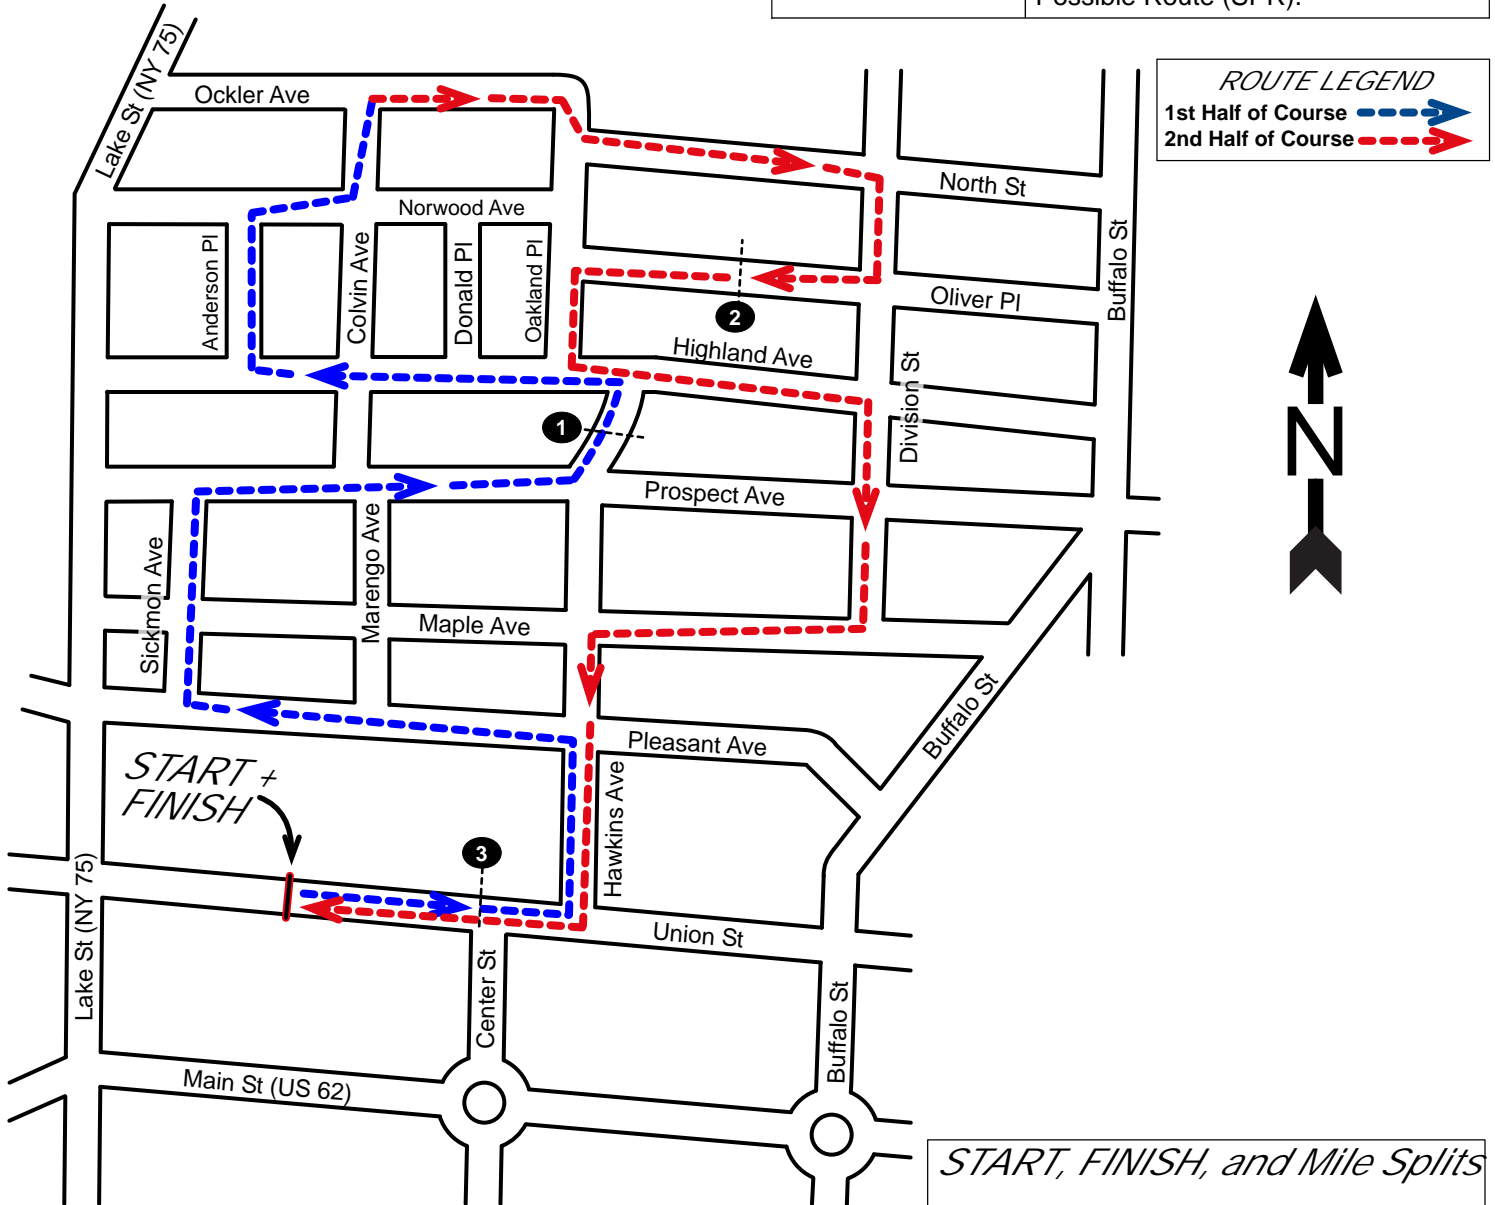 Possible Route (SPR).
ROUTE LEGEND
1st Half of Course
2nd Half of Course
Lake St (NY 75)
Ockler Ave
North St
Norwood Ave
Anderson Pl
Colvin Ave
Donald Pl
Oakland Pl
Buffalo St
Oliver Pl
2
Highland Ave
Division St
1
N
Prospect Ave
Sickmon Ave
Marengo Ave
Maple Ave
Buffalo St
Pleasant Ave
START +
FINISH
Hawkins Ave
3
Lake St (NY 75)
Union St
Center St
Buffalo St
Main St (US 62)
START, FINISH, and Mile Splits